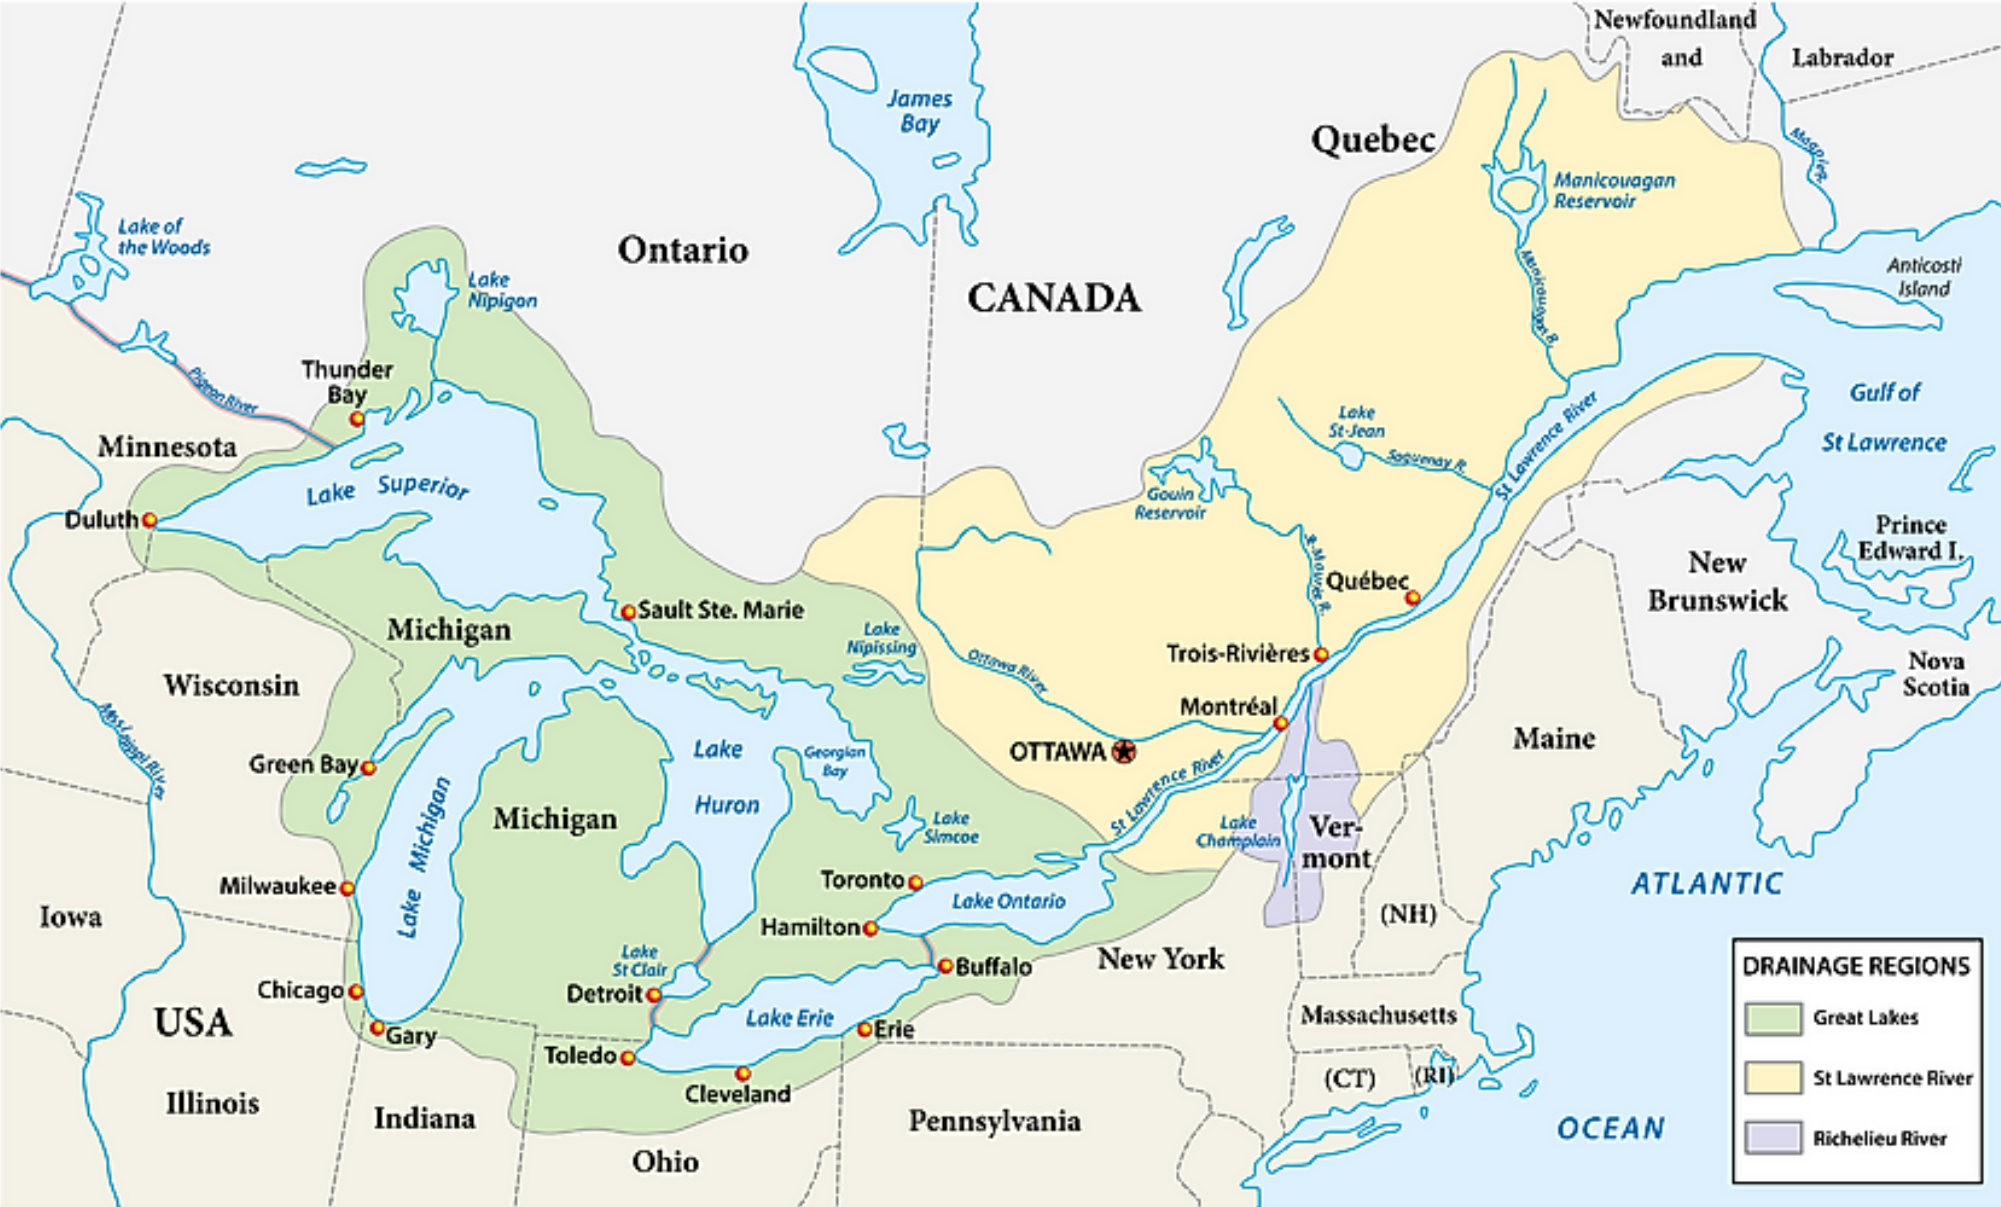 Newfoundland
and
Labrador
James
Bay
Quebec
Magpie R.
Manicouagan
Reservoir
Lake of
the Woods
Ontario
Lake
Nipigon
CANADA
Manicouagan R.
Anticosti
Island
Thunder
Bay
Pigeon River
Gulf of
St Lawrence
Minnesota
Lake
St-Jean
Saguenay R.
St Lawrence River
Lake Superior
Gouin
Reservoir
Duluth
Prince
Edward I.
New
Brunswick
Québec
Sault Ste. Marie
Michigan
Lake
Nipissing
Ottawa River
Trois-Rivières
Nova
Scotia
Wisconsin
Mississippi River
Montréal
OTTAWA
Maine
Green Bay
Lake
Huron
Georgian
Bay
St Lawrence River
Michigan
Lake Michigan
Lake
Simcoe
Lake
Champlain
Ver-
mont
Milwaukee
Toronto
Lake Ontario
ATLANTIC
Iowa
Hamilton
(NH)
Lake
St Clair
Buffalo
New York
Chicago
Detroit
DRAINAGE REGIONS
Great Lakes
St Lawrence River
Richelieu River
USA
Gary
Lake Erie
Erie
Massachusetts
Toledo
Cleveland
(CT)
(RI)
Illinois
Indiana
Pennsylvania
OCEAN
Ohio